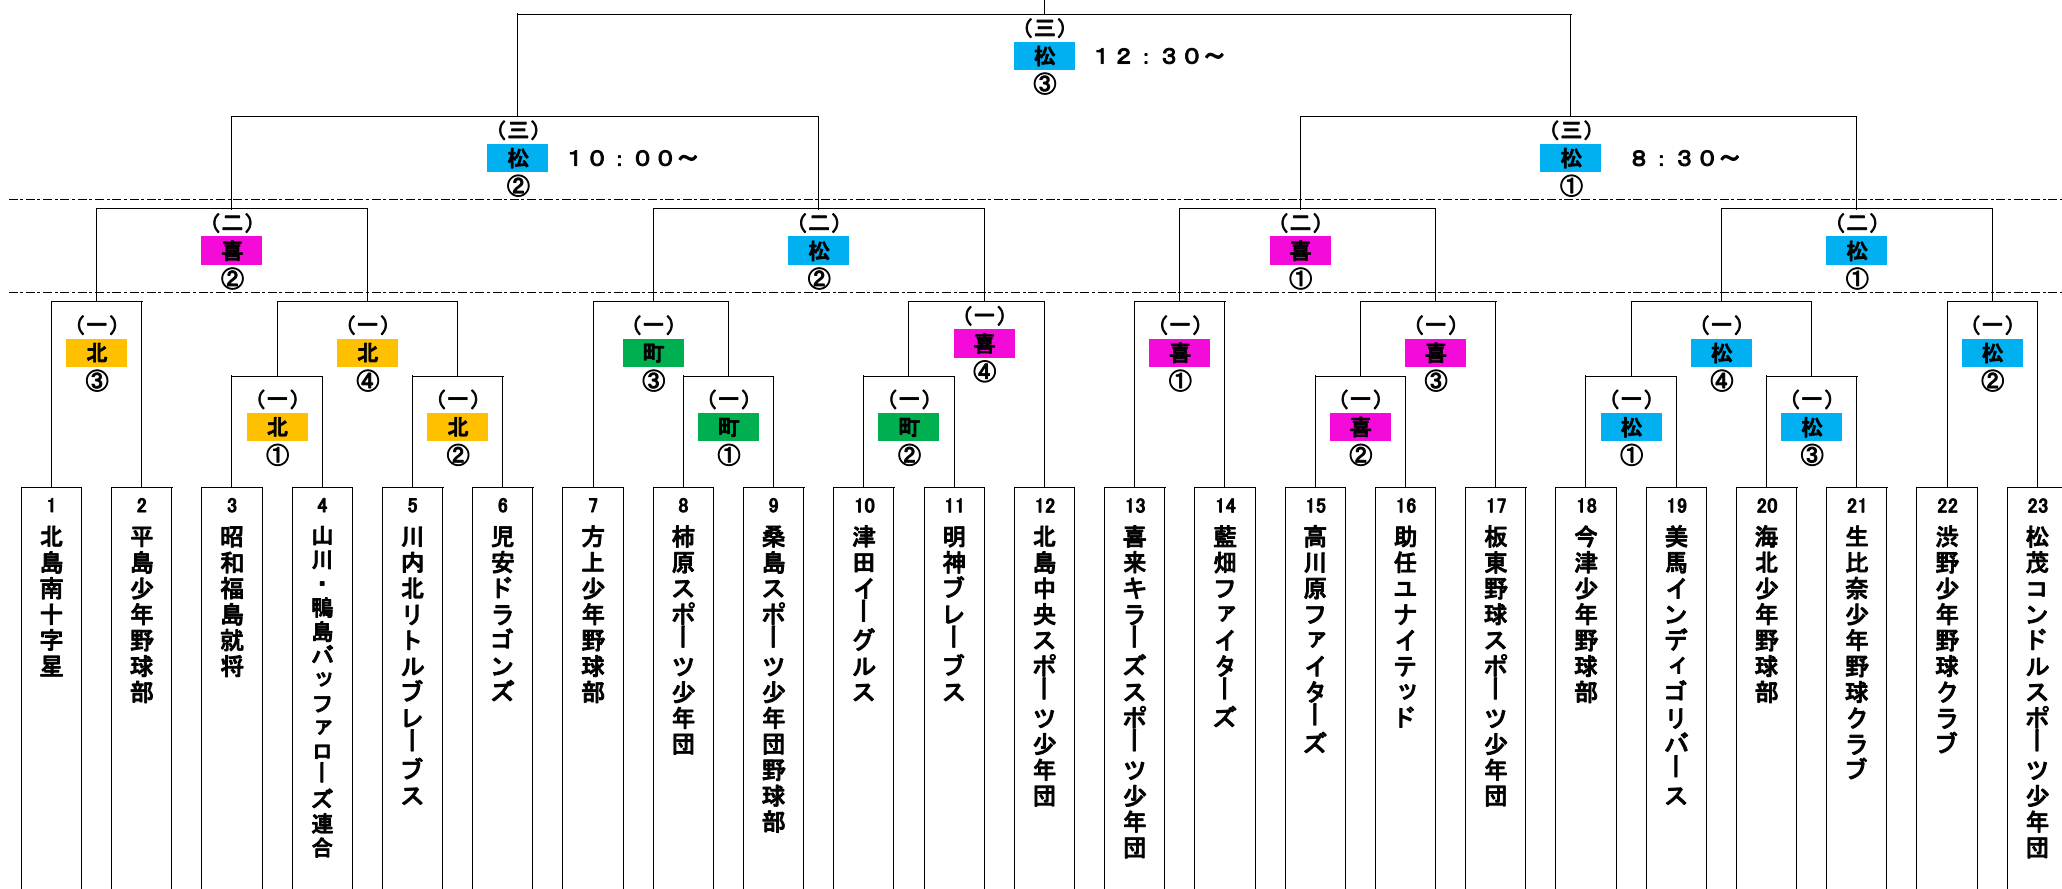 （三）
松 １２：３０～
③
（三）
松 １０：００～
②
（三）
松 ８：３０～
①
（二）
喜
②
（二）
松
②
（二）
喜
①
（二）
松
①
（一）
北
③
（一）
北
④
（一）
町
③
（一）
喜
④
（一）
喜
①
（一）
喜
③
（一）
松
④
（一）
松
②
（一）
北
①
（一）
北
②
（一）
町
①
（一）
町
②
（一）
喜
②
（一）
松
①
（一）
松
③
1
北島南十字星
2
平島少年野球部
3
昭和福島就将
4
山川・鴨島バッファローズ連合
5
川内北リトルブレーブス
6
児安ドラゴンズ
7
方上少年野球部
8
柿原スポーツ少年団
9
桑島スポーツ少年団野球部
10
津田イーグルス
11
明神ブレーブス
12
北島中央スポーツ少年団
13
喜来キラーズスポーツ少年団
14
藍畑ファイターズ
15
高川原ファイターズ
16
助任ユナイテッド
17
板東野球スポーツ少年団
18
今津少年野球部
19
美馬インディゴリバース
20
海北少年野球部
21
生比奈少年野球クラブ
22
渋野少年野球クラブ
23
松茂コンドルスポーツ少年団